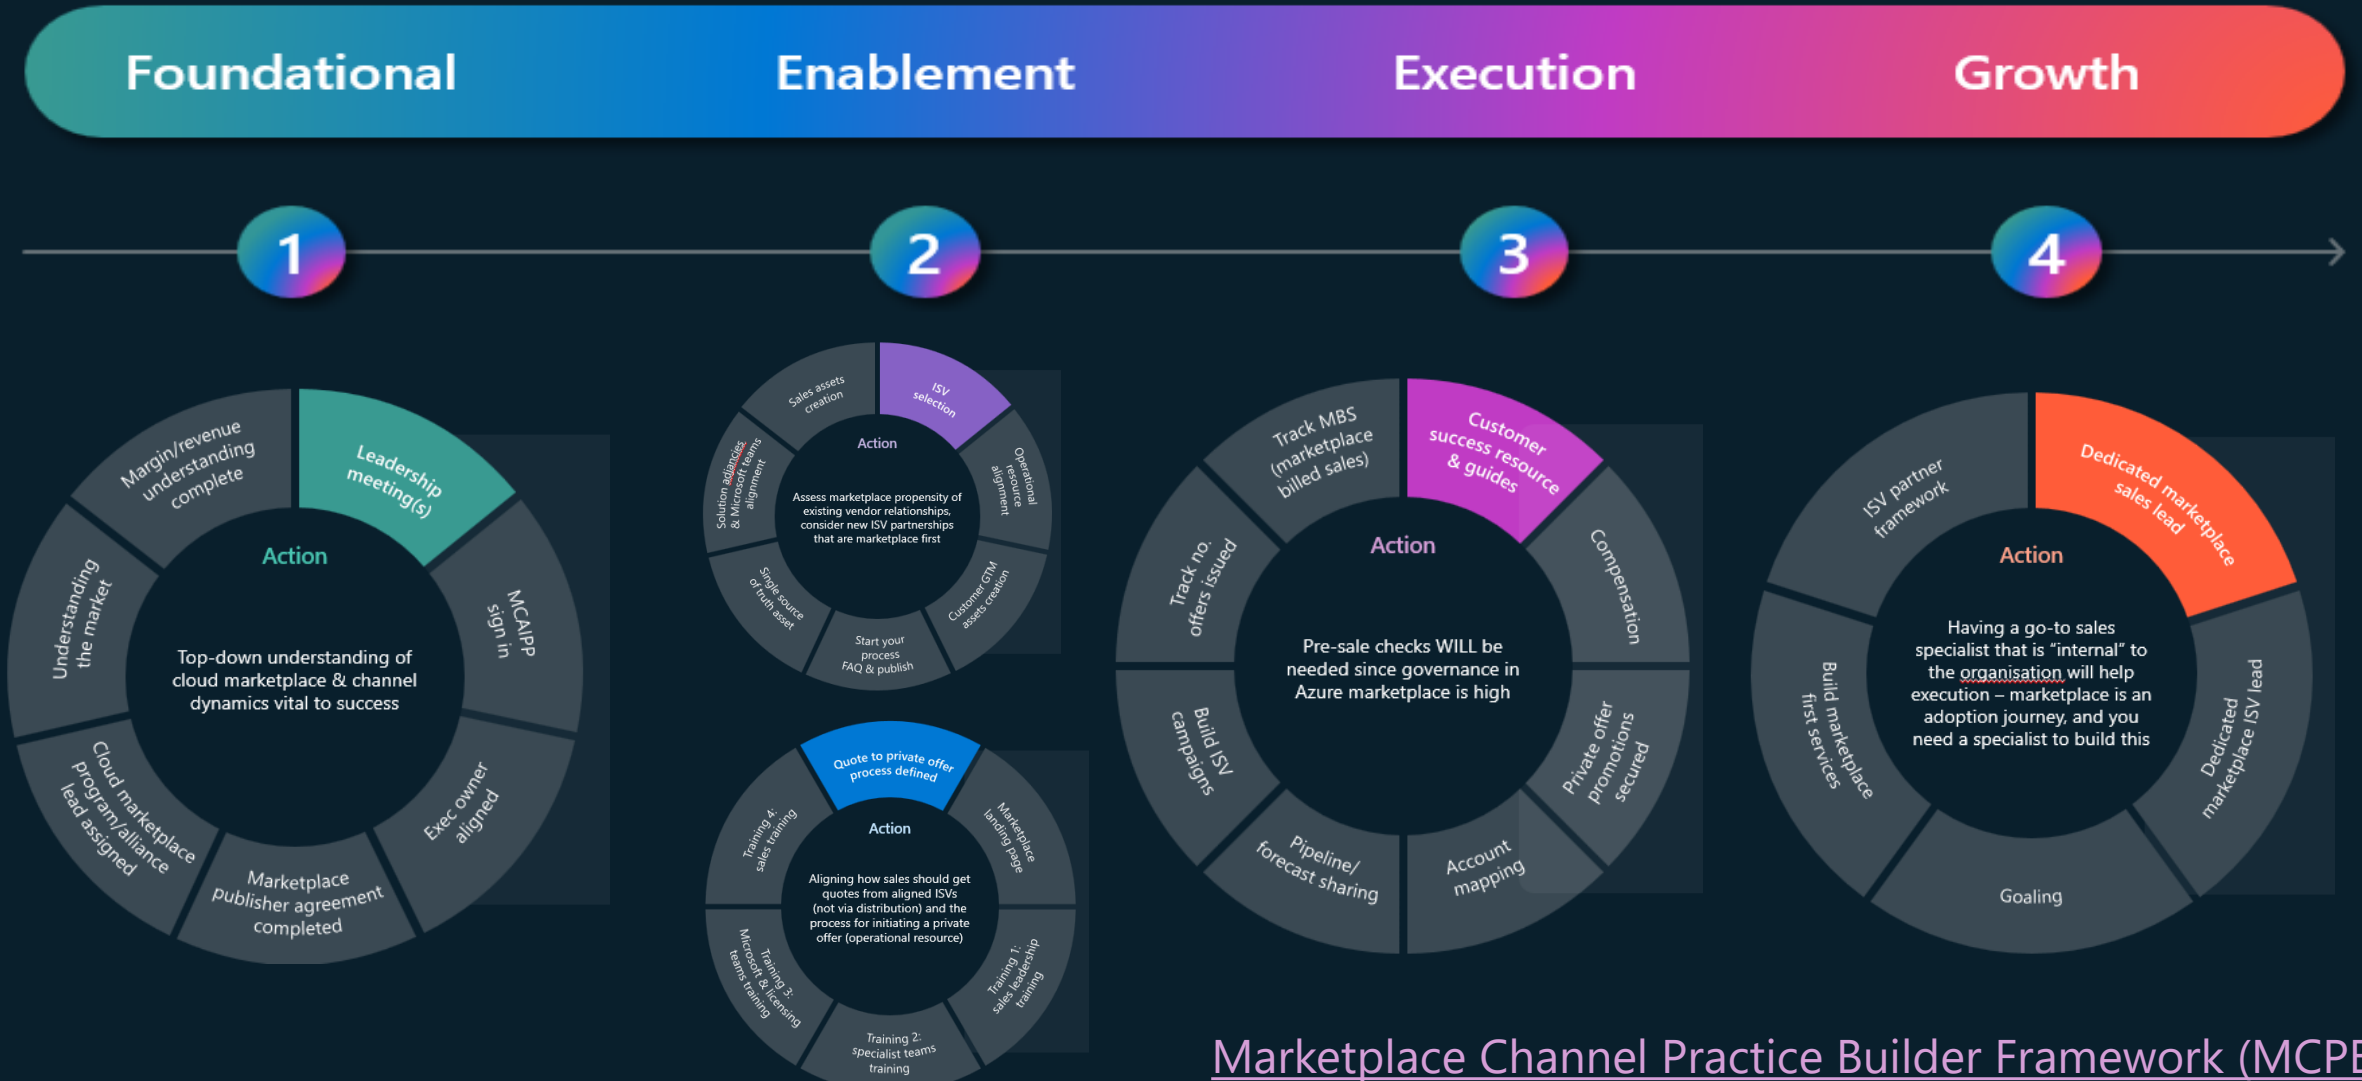 Foundational
Enablement
Execution
Growth
1
2
3
4
Leadership
meeting(s)
MCAIPP
sign in
Exec owner
aligned
Marketplace
publisher agreement
completed
Cloud marketplace
program/alliance
lead assigned
Understanding
the market
Margin/revenue
understanding
complete
Action
Top-down understanding of
cloud marketplace & channel
dynamics vital to success
ISV
selection
Operational
resource
alignment
Customer GTM
assets creation
Start your
process
FAQ & publish
Single source
of truth asset
Solution adjancies
& Microsoft teams
alignment
Sales assets
creation
Action
Assess marketplace propensity of
existing vendor relationships,
consider new ISV partnerships
that are marketplace first
Quote to private offer
process defined
Marketplace
landing page
Training 1:
sales leadership
training
Training 2:
specialist teams
training
Training 3:
Microsoft & licensing
teams training
Training 4:
sales training
Action
Aligning how sales should get
quotes from aligned ISVs
(not via distribution) and the
process for initiating a private
offer (operational resource)
Customer
success resource
& guides
Compensation
Private offer
promotions
secured
Account
mapping
Pipeline/
forecast sharing
Build ISV
campaigns
Track no.
offers issued
Track MBS
(marketplace
billed sales)
Action
Pre-sale checks WILL be
needed since governance in
Azure marketplace is high
Dedicated marketplace
sales lead
Dedicated
marketplace ISV lead
Goaling
Build marketplace
first services
ISV partner
framework
Action
Having a go-to sales
specialist that is “internal” to
the organisation will help
execution – marketplace is an
adoption journey, and you
need a specialist to build this
Marketplace Channel Practice Builder Framework